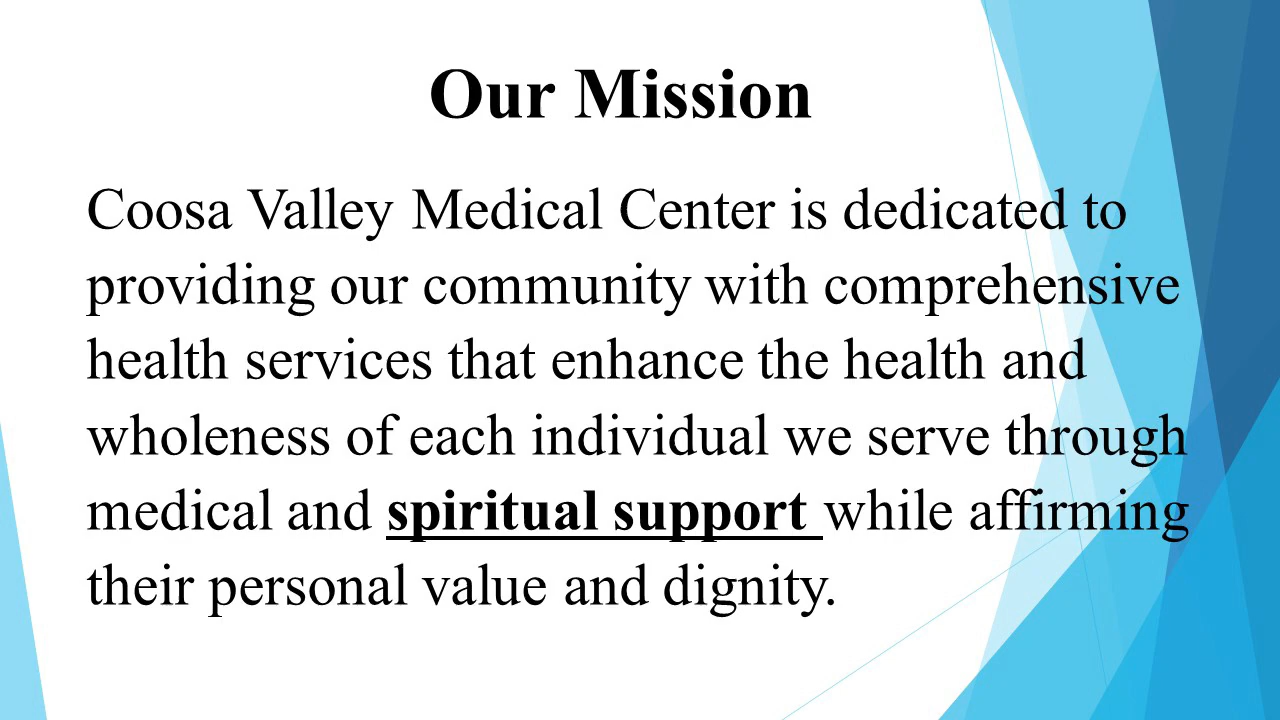 Our Mission
Coosa Valley Medical Center is dedicated to
providing our community with comprehensive
health services that enhance the health and
wholeness of each individual we serve through
medical and spiritual support while affirming
their personal value and dignity.